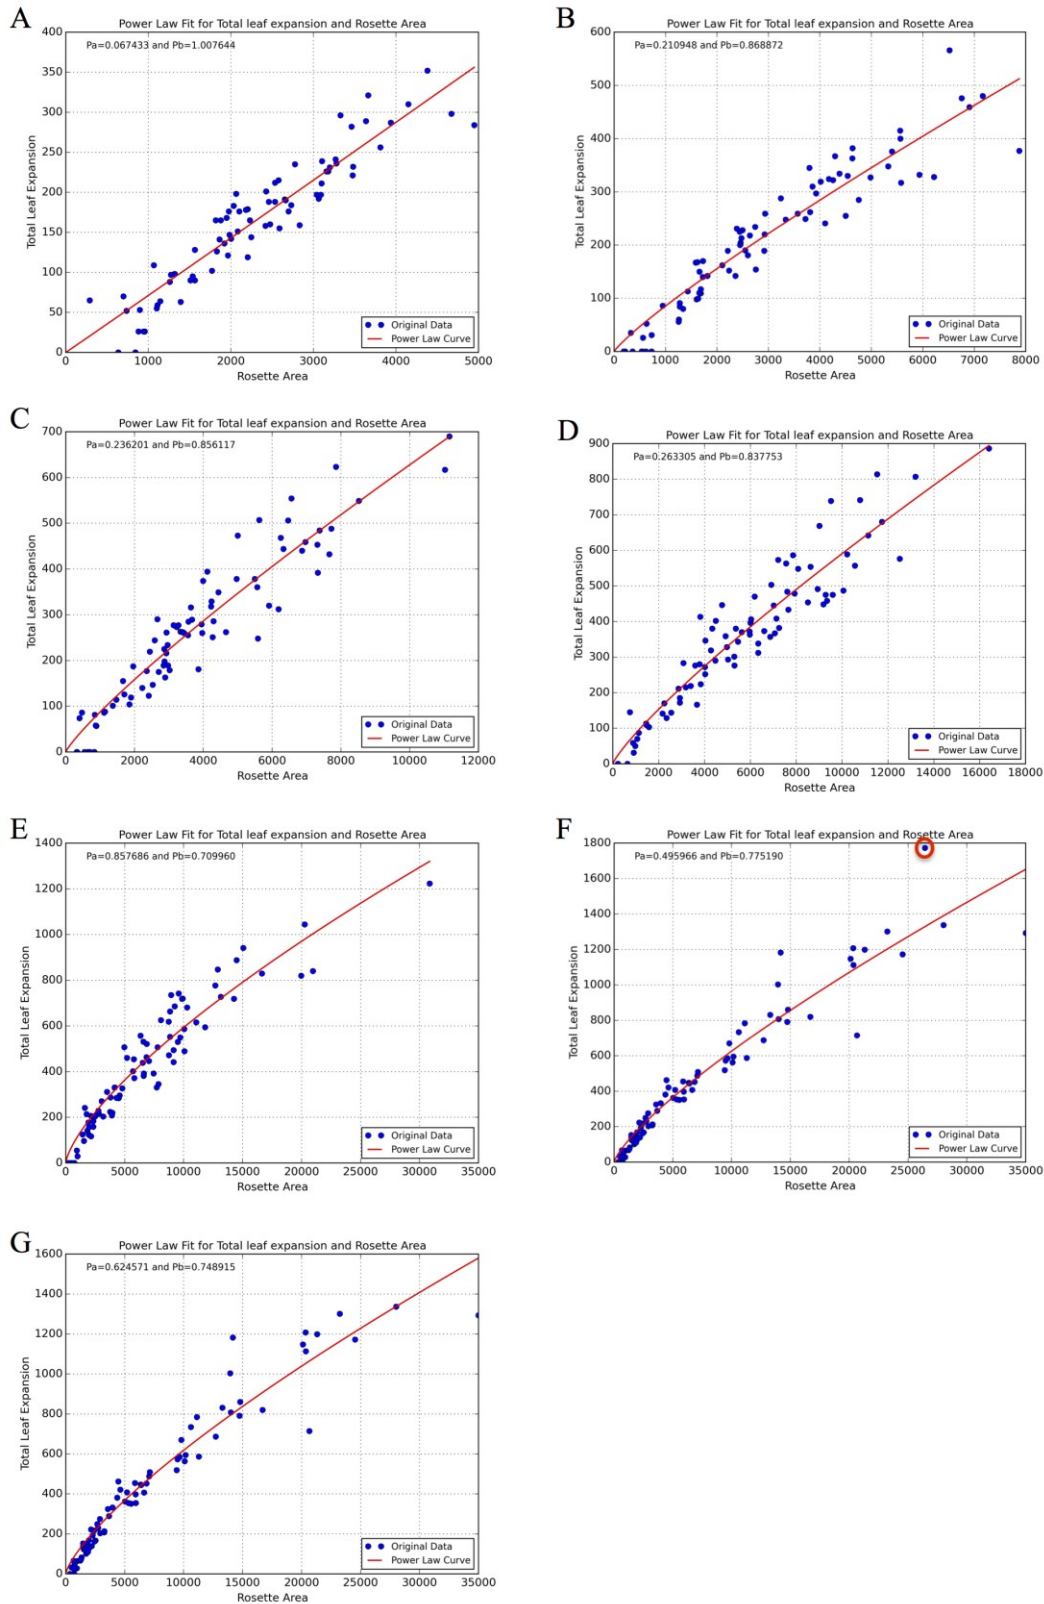 A
Power Law Fit for Total leaf expansion and Rosette Area
Pa=0.067433 and Pb=1.007644
400
350
300
250
200
150
100
50
0
Total Leaf Expansion
Original Data
Power Law Curve
0 1000 2000 3000 4000 5000
Rosette Area
B
Power Law Fit for Total leaf expansion and Rosette Area
Pa=0.210948 and Pb=0.868872
600
500
400
300
200
100
0
Total Leaf Expansion
Original Data
Power Law Curve
0 1000 2000 3000 4000 5000 6000 7000 8000
Rosette Area
C
Power Law Fit for Total leaf expansion and Rosette Area
Pa=0.236201 and Pb=0.856117
700
600
500
400
300
200
100
0
Total Leaf Expansion
Original Data
Power Law Curve
0 2000 4000 6000 8000 10000 12000
Rosette Area
D
Power Law Fit for Total leaf expansion and Rosette Area
Pa=0.263305 and Pb=0.837753
900
800
700
600
500
400
300
200
100
0
Total Leaf Expansion
Original Data
Power Law Curve
0 2000 4000 6000 8000 10000 12000 14000 16000 18000
Rosette Area
E
Power Law Fit for Total leaf expansion and Rosette Area
Pa=0.857686 and Pb=0.709960
1400
1200
1000
800
600
400
200
0
Total Leaf Expansion
Original Data
Power Law Curve
0 5000 10000 15000 20000 25000 30000 35000
Rosette Area
F
Power Law Fit for Total leaf expansion and Rosette Area
Pa=0.495966 and Pb=0.775190
1800
1600
1400
1200
1000
800
600
400
200
0
Total Leaf Expansion
Original Data
Power Law Curve
0 5000 10000 15000 20000 25000 30000 35000
Rosette Area
G
Power Law Fit for Total leaf expansion and Rosette Area
Pa=0.624571 and Pb=0.748915
1600
1400
1200
1000
800
600
400
200
0
Total Leaf Expansion
Original Data
Power Law Curve
0 5000 10000 15000 20000 25000 30000 35000
Rosette Area